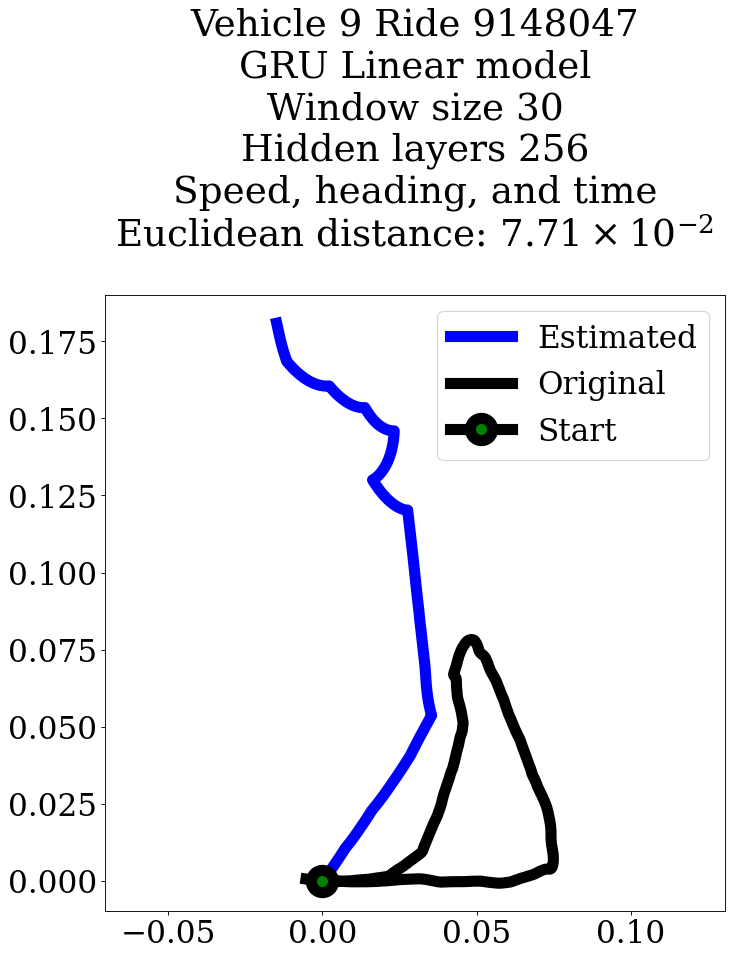 Vehicle 9 Ride 9148047
GRU Linear model
Window size 30
Hidden layers 256
Speed, heading, and time
Euclidean distance: 7.71 × 10⁻²
Estimated
Original
Start
0.175
0.150
0.125
0.100
0.075
0.050
0.025
0.000
−0.05 0.00 0.05 0.10